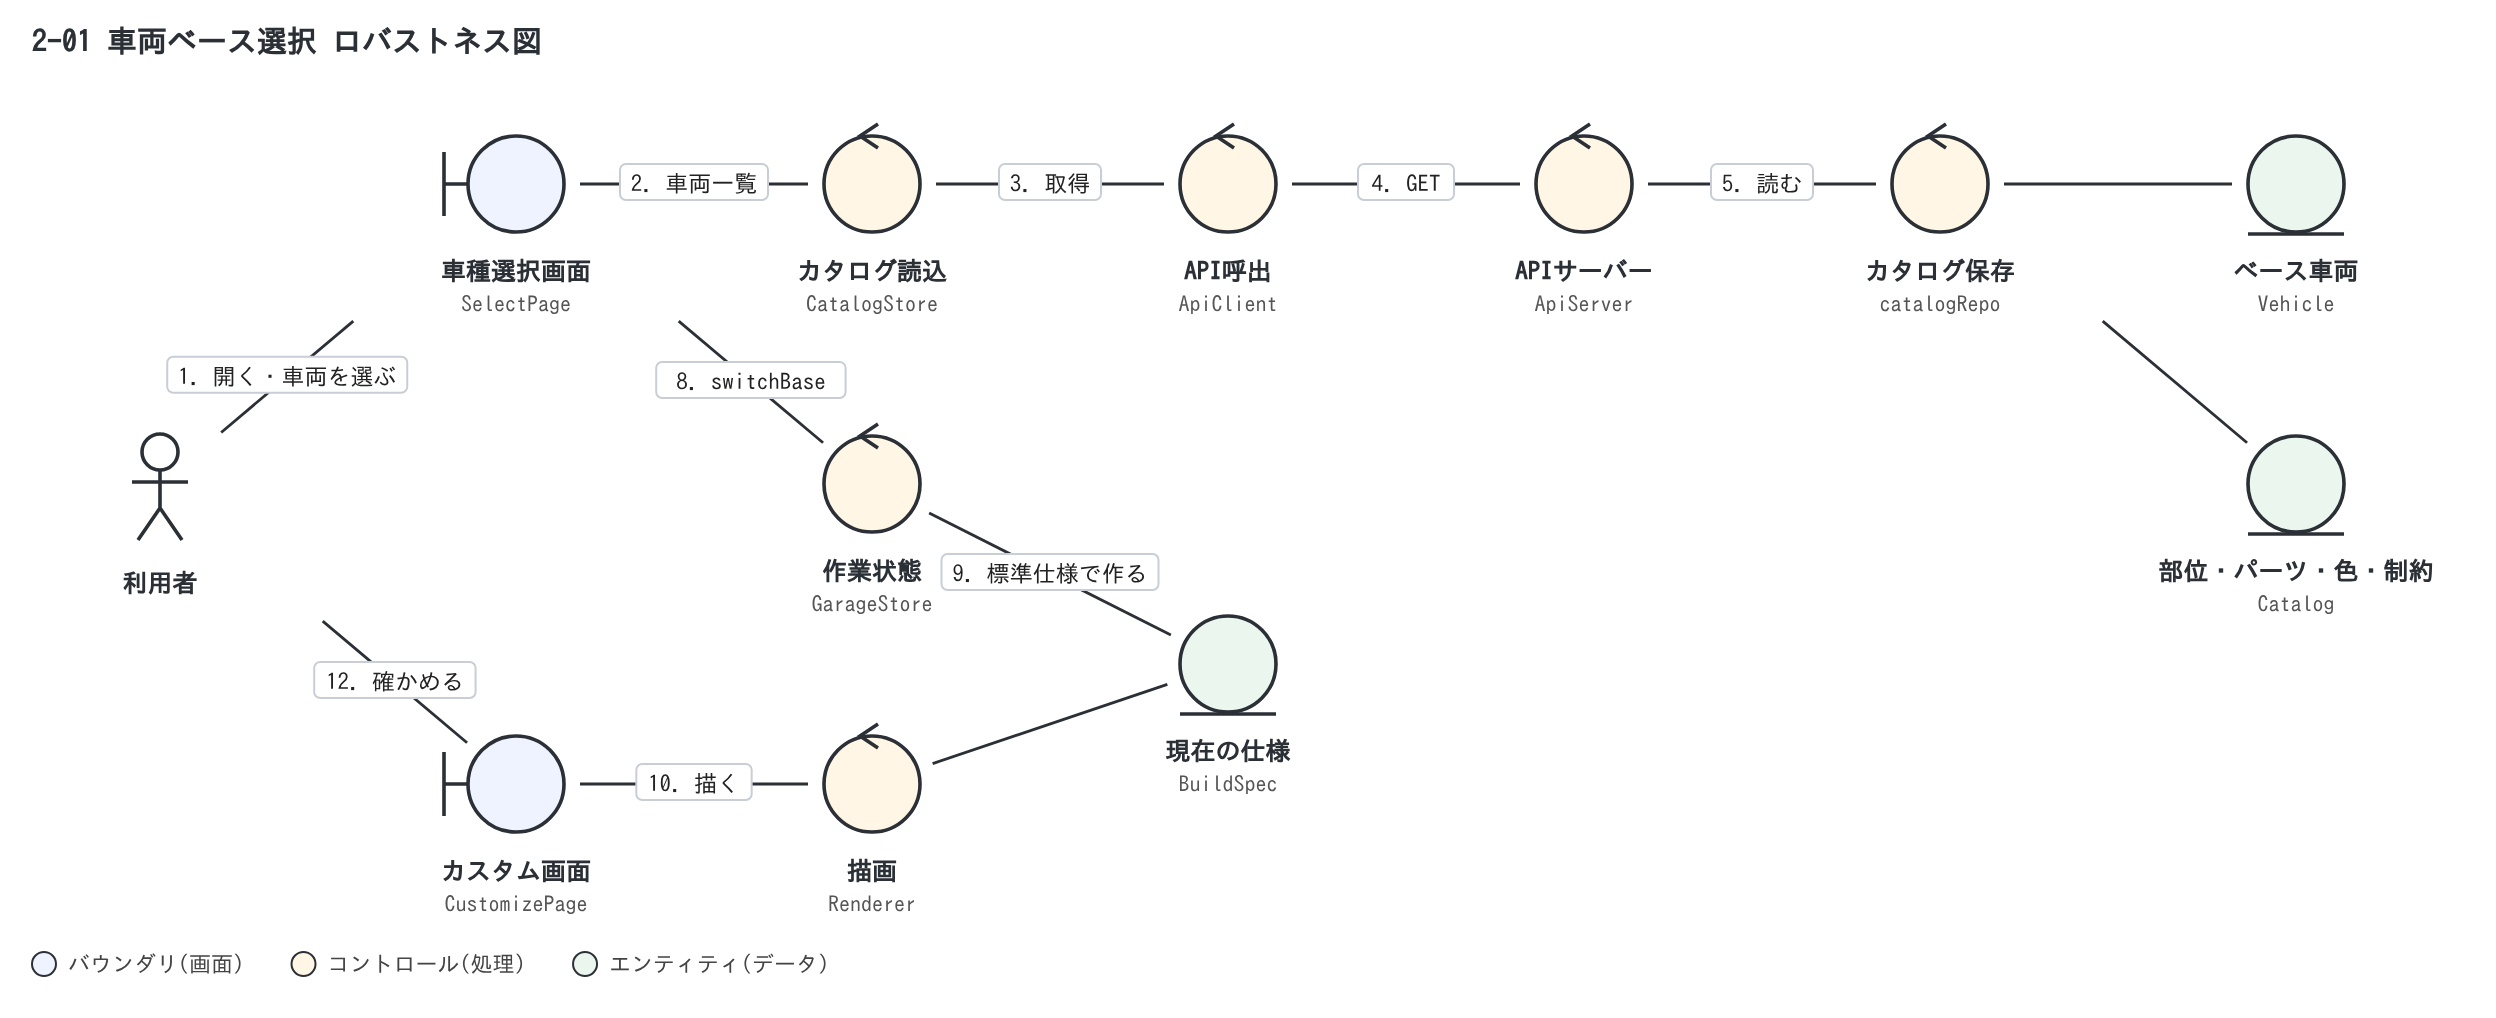 2-01 車両ベース選択 ロバストネス図
2. 車両一覧
3. 取得
4. GET
5. 読む
車種選択画面
SelectPage
カタログ読込
CatalogStore
API呼出
ApiClient
APIサーバー
ApiServer
カタログ保存
catalogRepo
ベース車両
Vehicle
1. 開く・車両を選ぶ
8. switchBase
利用者
作業状態
GarageStore
9. 標準仕様で作る
部位・パーツ・色・制約
Catalog
12. 確かめる
現在の仕様
BuildSpec
10. 描く
カスタム画面
CustomizePage
描画
Renderer
バウンダリ(画面)
コントロール(処理)
エンティティ(データ)